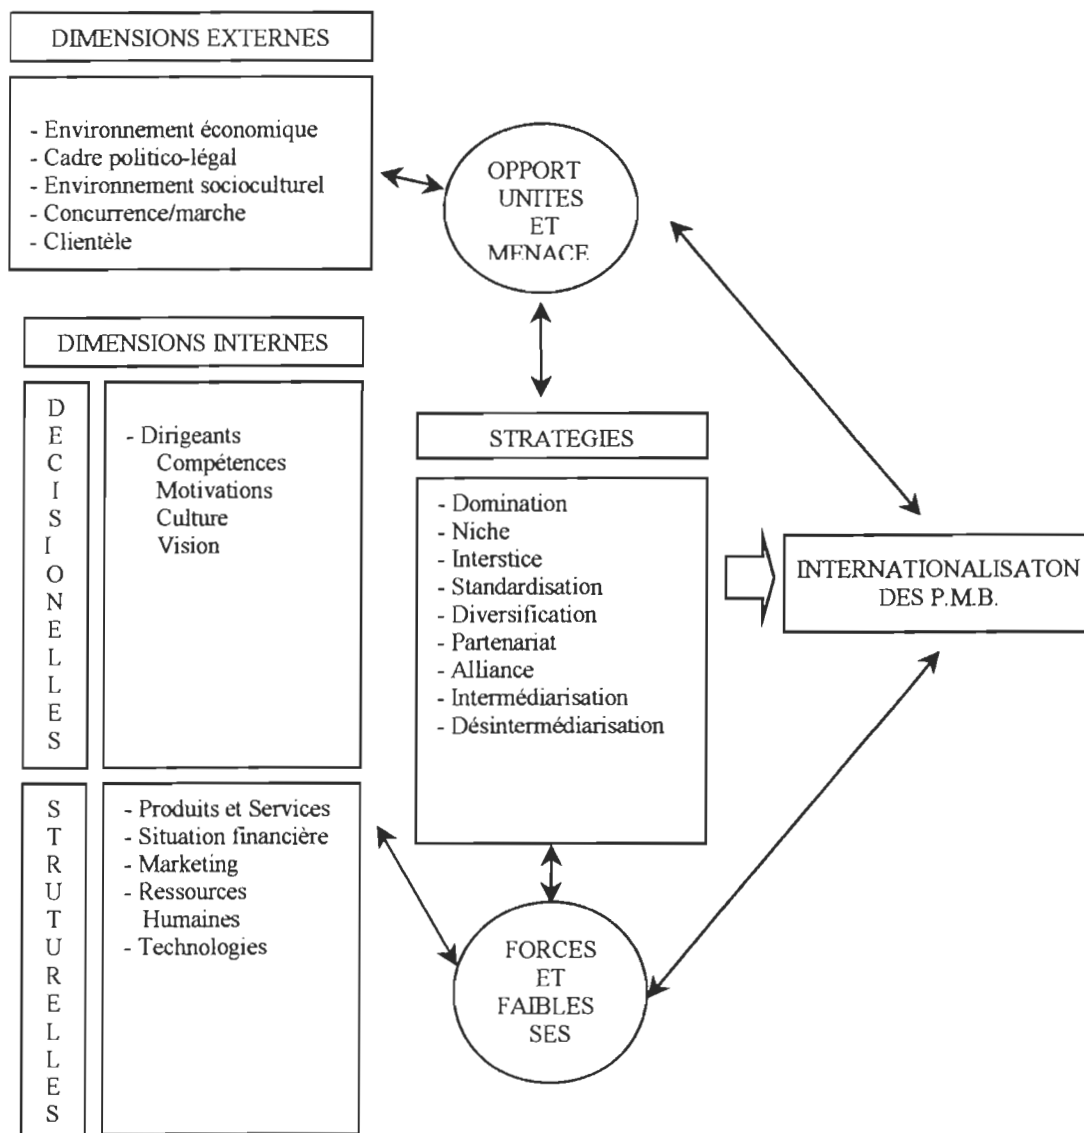 DIMENSIONS EXTERNES
- Environnement économique
- Cadre politico-légal
- Environnement socioculturel
- Concurrence/marche
- Clientèle
OPPORT
UNITES
ET
MENACE
DIMENSIONS INTERNES
DECISIONELLES
- Dirigeants
Compétences
Motivations
Culture
Vision
STRUTURELLES
- Produits et Services
- Situation financière
- Marketing
- Ressources
Humaines
- Technologies
STRATEGIES
- Domination
- Niche
- Interstice
- Standardisation
- Diversification
- Partenariat
- Alliance
- Intermédiarisation
- Désintermédiarisation
FORCES
ET
FAIBLES
SES
INTERNATIONALISATON
DES P.M.B.